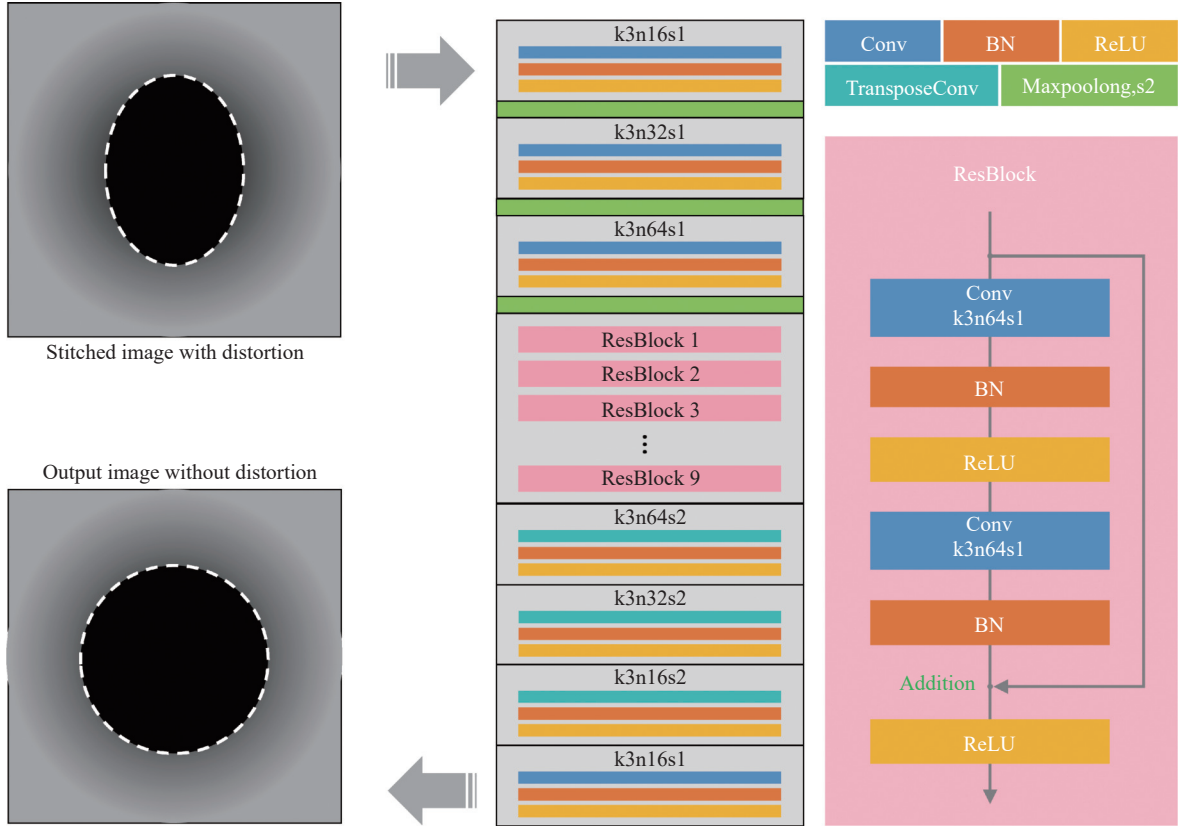 Stitched image with distortion
Output image without distortion
k3n16s1
k3n32s1
k3n64s1
ResBlock 1
ResBlock 2
ResBlock 3
⋮
ResBlock 9
k3n64s2
k3n32s2
k3n16s2
k3n16s1
Conv
BN
ReLU
TransposeConv
Maxpoolong,s2
ResBlock
Conv
k3n64s1
BN
ReLU
Conv
k3n64s1
BN
Addition
ReLU